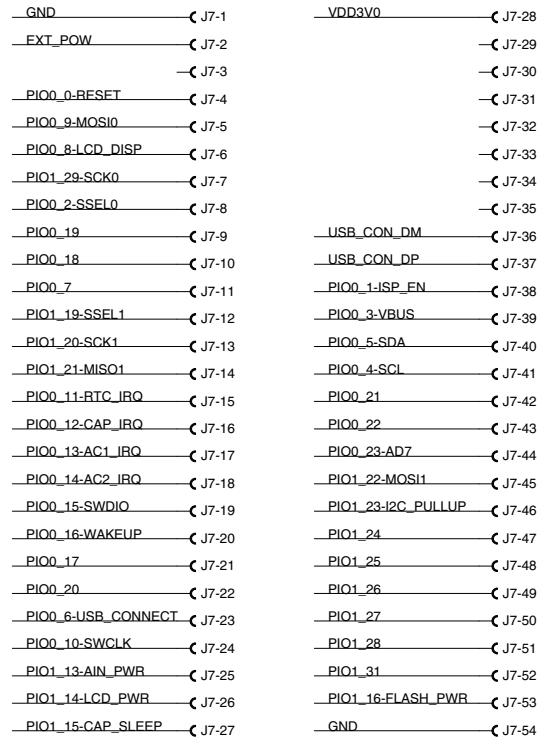 GND J7-1
EXT_POW J7-2
J7-3
PIO0_0-RESET J7-4
PIO0_9-MOSI0 J7-5
PIO0_8-LCD_DISP J7-6
PIO1_29-SCK0 J7-7
PIO0_2-SSEL0 J7-8
PIO0_19 J7-9
PIO0_18 J7-10
PIO0_7 J7-11
PIO1_19-SSEL1 J7-12
PIO1_20-SCK1 J7-13
PIO1_21-MISO1 J7-14
PIO0_11-RTC_IRQ J7-15
PIO0_12-CAP_IRQ J7-16
PIO0_13-AC1_IRQ J7-17
PIO0_14-AC2_IRQ J7-18
PIO0_15-SWDIO J7-19
PIO0_16-WAKEUP J7-20
PIO0_17 J7-21
PIO0_20 J7-22
PIO0_6-USB_CONNECT J7-23
PIO0_10-SWCLK J7-24
PIO1_13-AIN_PWR J7-25
PIO1_14-LCD_PWR J7-26
PIO1_15-CAP_SLEEP J7-27
VDD3V0 J7-28
J7-29
J7-30
J7-31
J7-32
J7-33
J7-34
J7-35
USB_CON_DM J7-36
USB_CON_DP J7-37
PIO0_1-ISP_EN J7-38
PIO0_3-VBUS J7-39
PIO0_5-SDA J7-40
PIO0_4-SCL J7-41
PIO0_21 J7-42
PIO0_22 J7-43
PIO0_23-AD7 J7-44
PIO1_22-MOSI1 J7-45
PIO1_23-I2C_PULLUP J7-46
PIO1_24 J7-47
PIO1_25 J7-48
PIO1_26 J7-49
PIO1_27 J7-50
PIO1_28 J7-51
PIO1_31 J7-52
PIO1_16-FLASH_PWR J7-53
GND J7-54